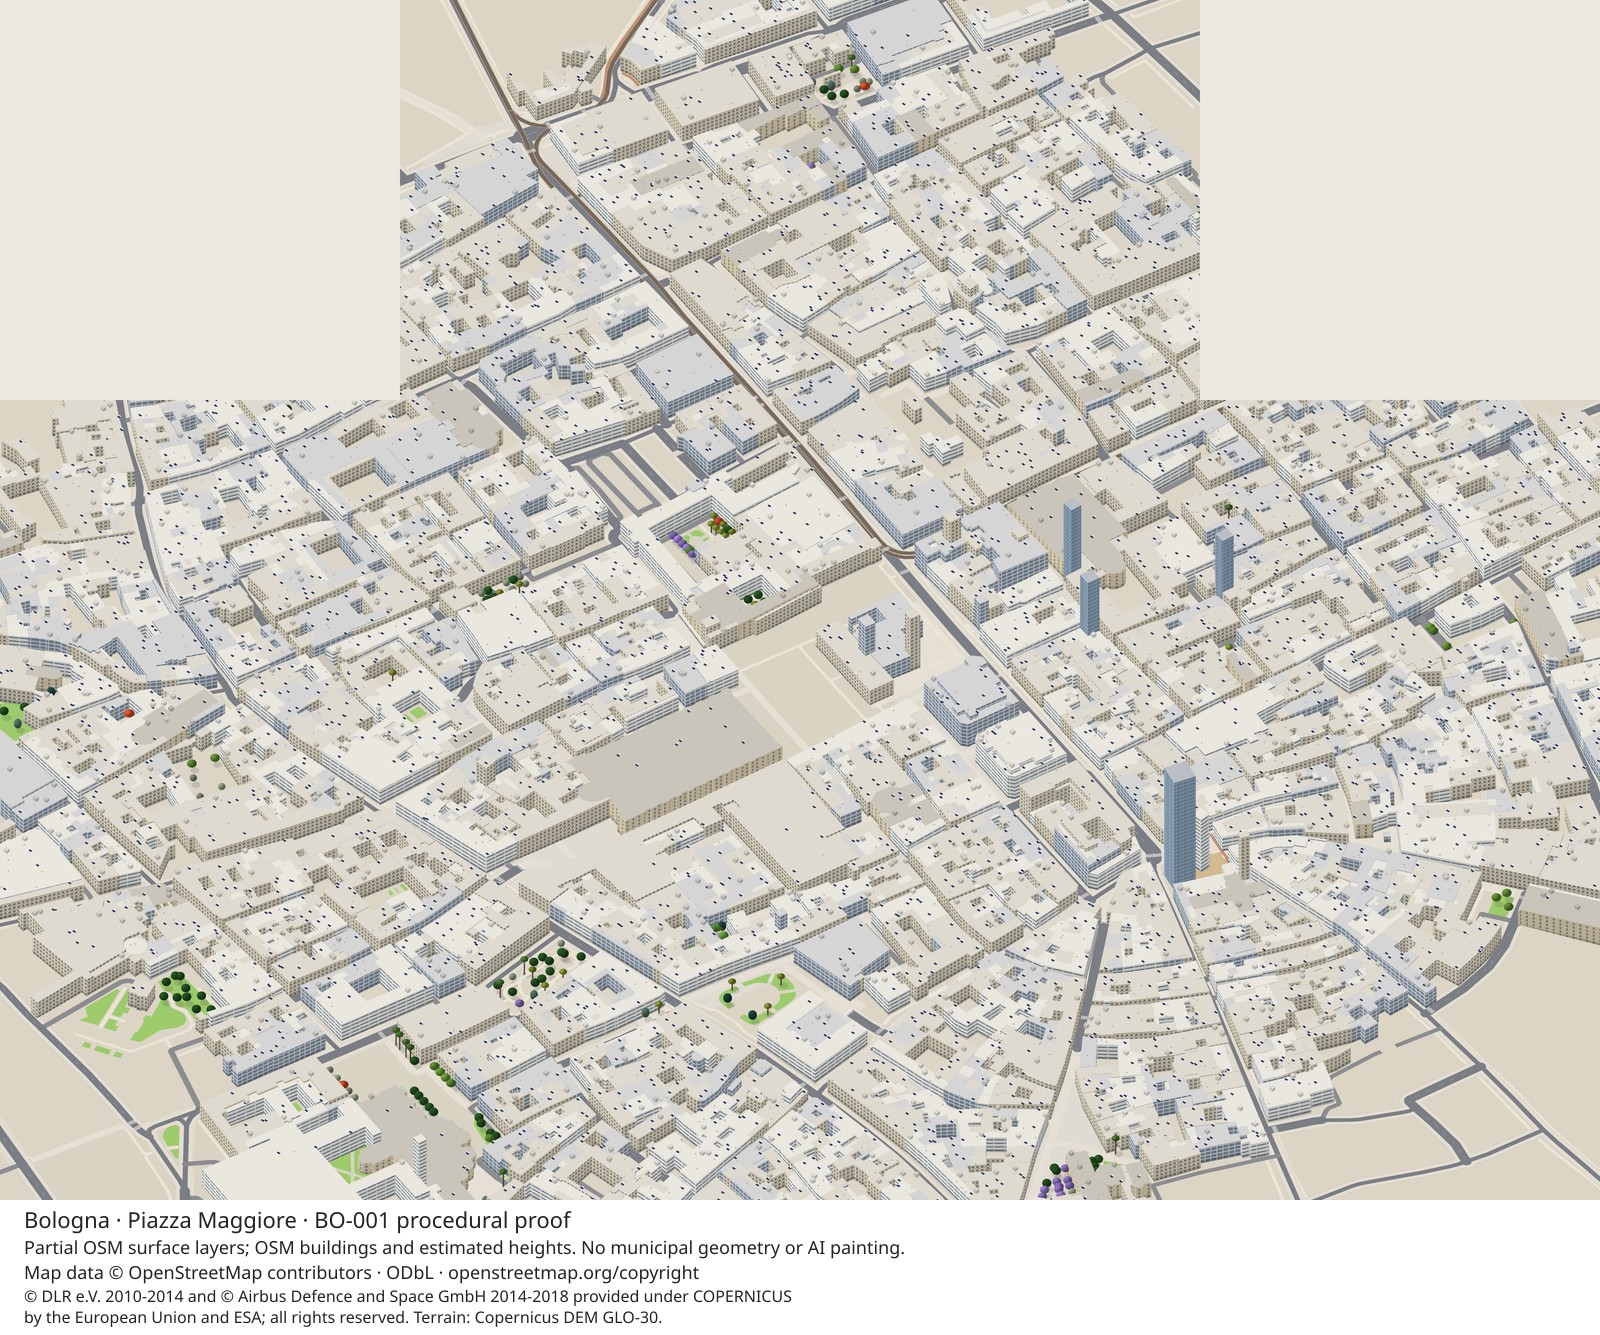 Bologna · Piazza Maggiore · BO-001 procedural proof
Partial OSM surface layers; OSM buildings and estimated heights. No municipal geometry or AI painting.
Map data © OpenStreetMap contributors · ODbL · openstreetmap.org/copyright
© DLR e.V. 2010-2014 and © Airbus Defence and Space GmbH 2014-2018 provided under COPERNICUS
by the European Union and ESA; all rights reserved. Terrain: Copernicus DEM GLO-30.